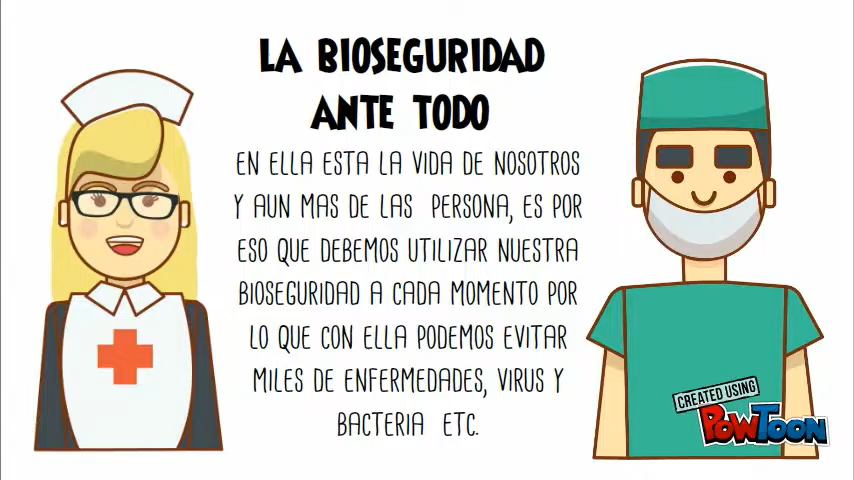 LA BIOSEGURIDAD
ANTE TODO
EN ELLA ESTA LA VIDA DE NOSOTROS
Y AUN MAS DE LAS PERSONA, ES POR
ESO QUE DEBEMOS UTILIZAR NUESTRA
BIOSEGURIDAD A CADA MOMENTO POR
LO QUE CON ELLA PODEMOS EVITAR
MILES DE ENFERMEDADES, VIRUS Y
BACTERIA ETC.
CREATED USING
POWTOON